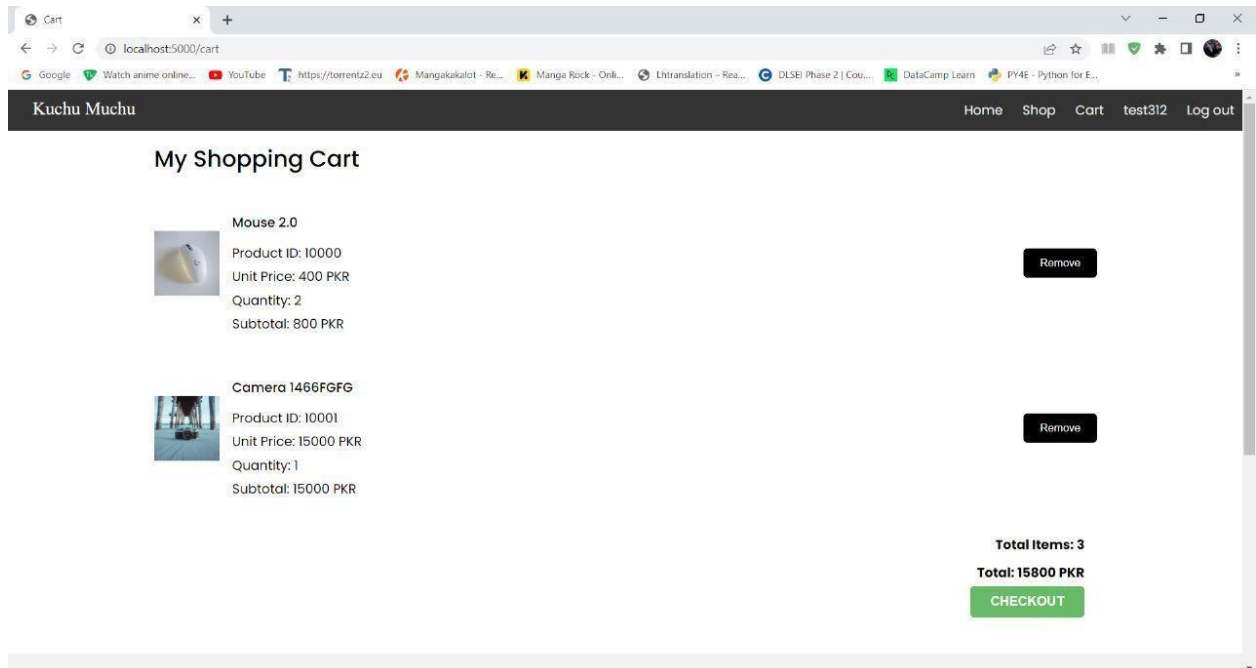 Cart
localhost:5000/cart
Google Watch anime online... YouTube https://torrentz2.eu Mangakakalot - Re... Manga Rock - Onli... Lhtranslation – Rea... DLSEI Phase 2 | Cou... DataCamp Learn PY4E - Python for E...
Kuchu Muchu Home Shop Cart test312 Log out
My Shopping Cart
Mouse 2.0
Product ID: 10000
Unit Price: 400 PKR
Remove
Quantity: 2
Subtotal: 800 PKR
Camera 1466FGFG
Product ID: 10001
Unit Price: 15000 PKR
Remove
Quantity: 1
Subtotal: 15000 PKR
Total Items: 3
Total: 15800 PKR
CHECKOUT